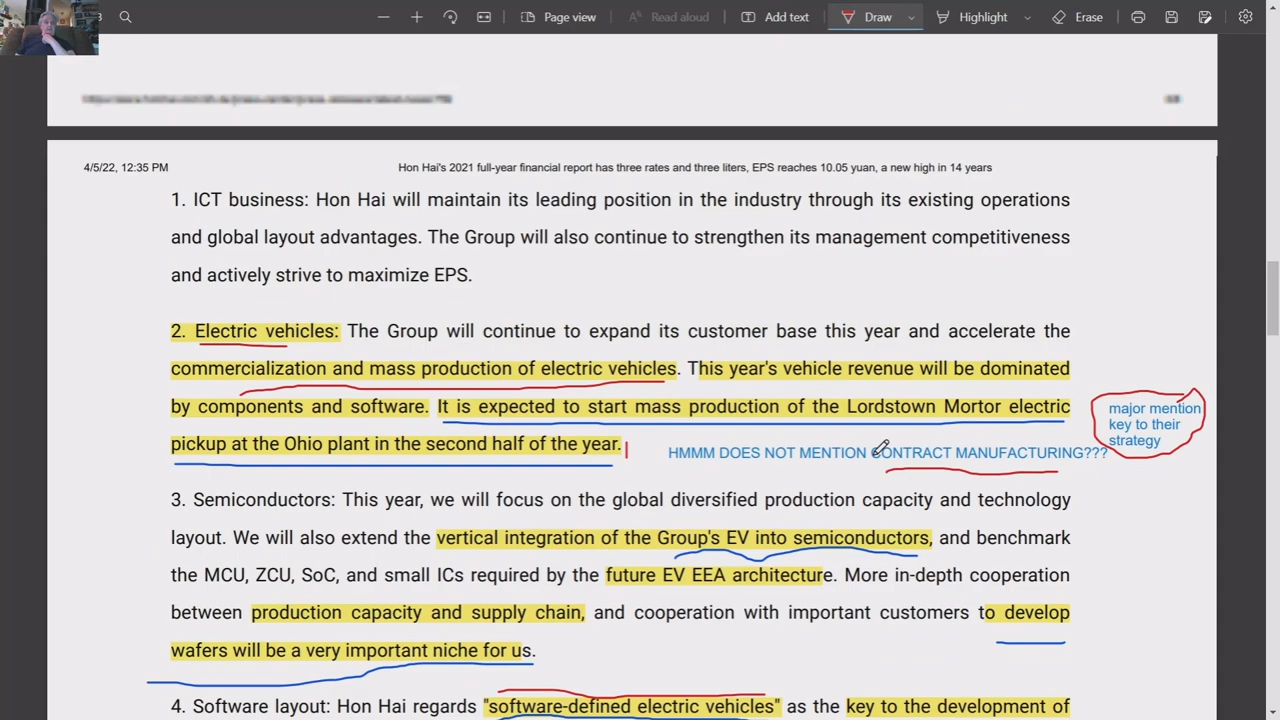 3
Page view
Read aloud
Add text
Draw
Highlight
Erase
4/5/22, 12:35 PM
Hon Hai's 2021 full-year financial report has three rates and three liters, EPS reaches 10.05 yuan, a new high in 14 years
1. ICT business: Hon Hai will maintain its leading position in the industry through its existing operations
and global layout advantages. The Group will also continue to strengthen its management competitiveness
and actively strive to maximize EPS.
2. Electric vehicles: The Group will continue to expand its customer base this year and accelerate the
commercialization and mass production of electric vehicles. This year's vehicle revenue will be dominated
by components and software. It is expected to start mass production of the Lordstown Mortor electric
pickup at the Ohio plant in the second half of the year.
major mention
key to their
strategy
HMMM DOES NOT MENTION CONTRACT MANUFACTURING???
3. Semiconductors: This year, we will focus on the global diversified production capacity and technology
layout. We will also extend the vertical integration of the Group's EV into semiconductors, and benchmark
the MCU, ZCU, SoC, and small ICs required by the future EV EEA architecture. More in-depth cooperation
between production capacity and supply chain, and cooperation with important customers to develop
wafers will be a very important niche for us.
4. Software layout: Hon Hai regards "software-defined electric vehicles" as the key to the development of